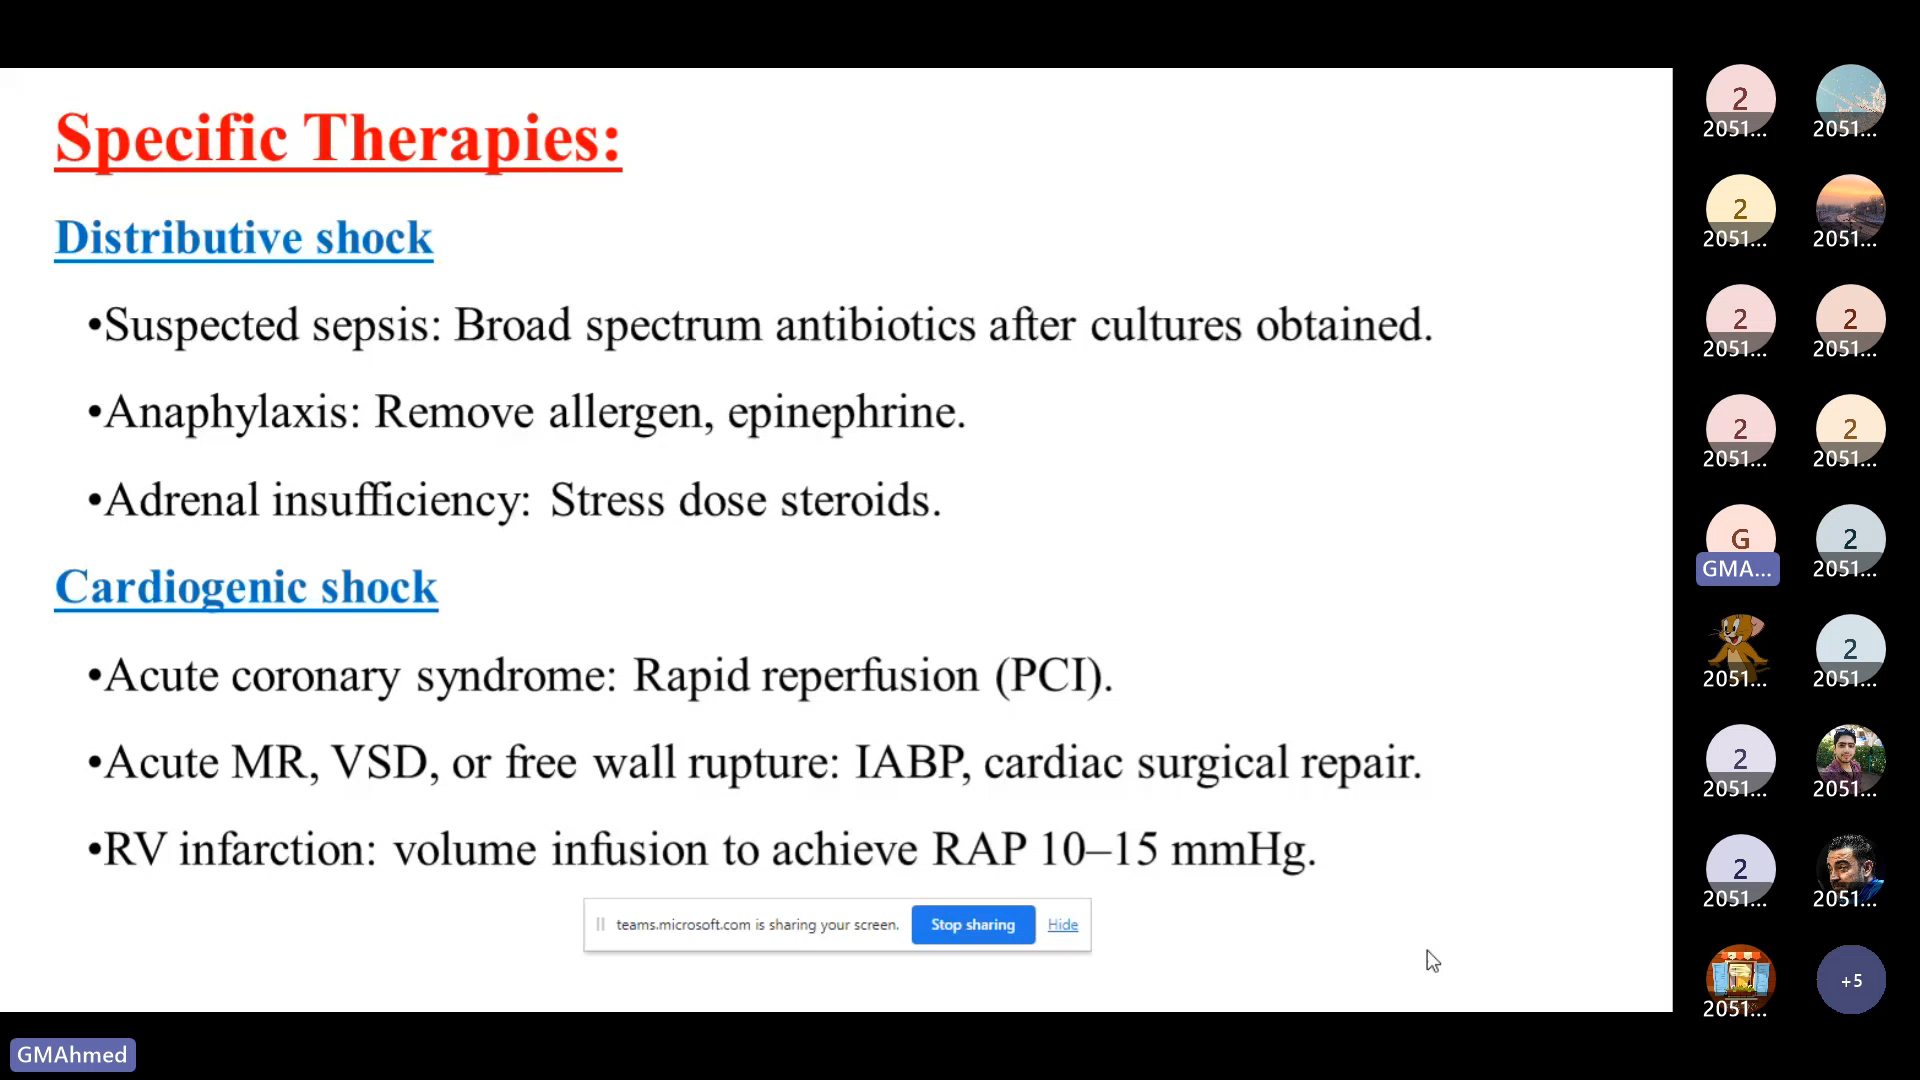 Specific Therapies:
Distributive shock
•Suspected sepsis: Broad spectrum antibiotics after cultures obtained.
•Anaphylaxis: Remove allergen, epinephrine.
•Adrenal insufficiency: Stress dose steroids.
Cardiogenic shock
•Acute coronary syndrome: Rapid reperfusion (PCI).
•Acute MR, VSD, or free wall rupture: IABP, cardiac surgical repair.
•RV infarction: volume infusion to achieve RAP 10–15 mmHg.
teams.microsoft.com is sharing your screen. Stop sharing Hide
GMAhmed
2
2051... 2051...
2
2051... 2051...
2 2
2051... 2051...
2 2
2051... 2051...
G 2
GMA... 2051...
2
2051... 2051...
2
2051... 2051...
2
2051... 2051...
+5
2051...